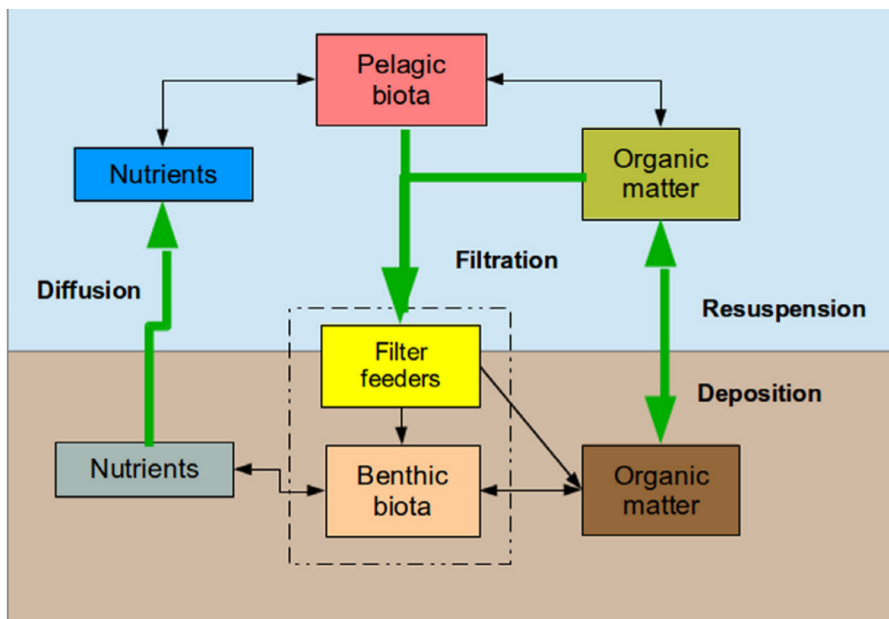 Pelagic
biota
Nutrients
Organic
matter
Filtration
Diffusion
Resuspension
Filter
feeders
Deposition
Nutrients
Benthic
biota
Organic
matter